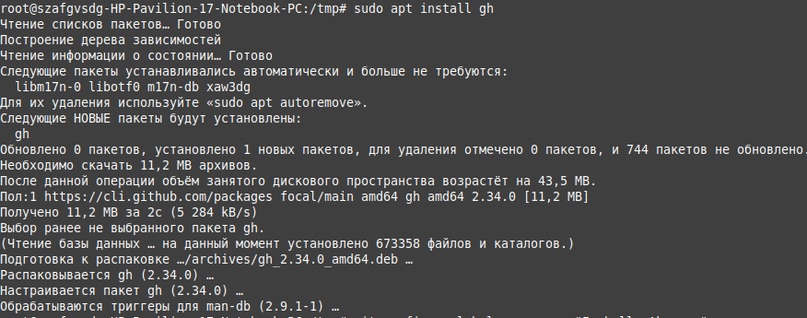 root@szafgvsdg-HP-Pavilion-17-Notebook-PC:/tmp# sudo apt install gh
Чтение списков пакетов… Готово
Построение дерева зависимостей
Чтение информации о состоянии… Готово
Следующие пакеты устанавливались автоматически и больше не требуются:
  libm17n-0 libotf0 m17n-db xaw3dg
Для их удаления используйте «sudo apt autoremove».
Следующие НОВЫЕ пакеты будут установлены:
  gh
Обновлено 0 пакетов, установлено 1 новых пакетов, для удаления отмечено 0 пакетов, и 744 пакетов не обновлено.
Необходимо скачать 11,2 MB архивов.
После данной операции объём занятого дискового пространства возрастёт на 43,5 MB.
Пол:1 https://cli.github.com/packages focal/main amd64 gh amd64 2.34.0 [11,2 MB]
Получено 11,2 MB за 2с (5 284 kB/s)
Выбор ранее не выбранного пакета gh.
(Чтение базы данных … на данный момент установлено 673358 файлов и каталогов.)
Подготовка к распаковке …/archives/gh_2.34.0_amd64.deb …
Распаковывается gh (2.34.0) …
Настраивается пакет gh (2.34.0) …
Обрабатываются триггеры для man-db (2.9.1-1) …